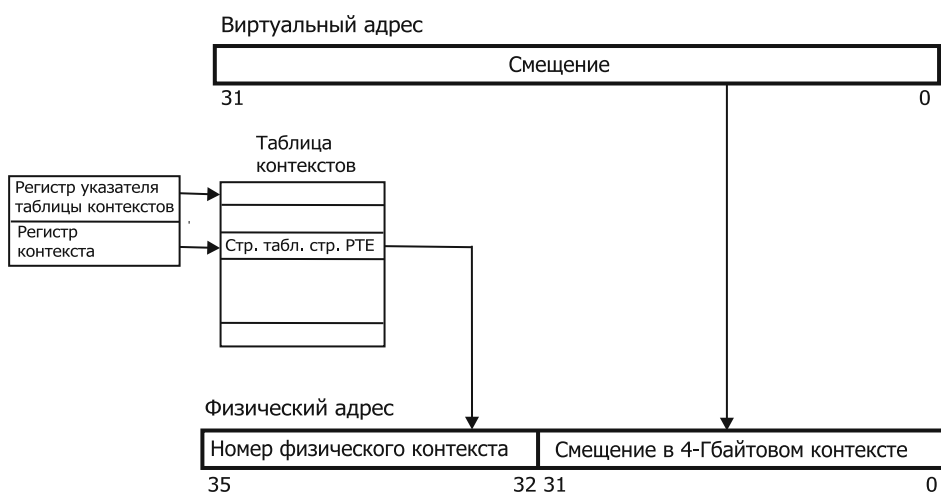 Виртуальный адрес
Смещение
31 0
Таблица
контекстов
Регистр указателя
таблицы контекстов
Регистр
контекста
Стр. табл. стр. PTE
Физический адрес
Номер физического контекста Смещение в 4-Гбайтовом контексте
35 32 31 0